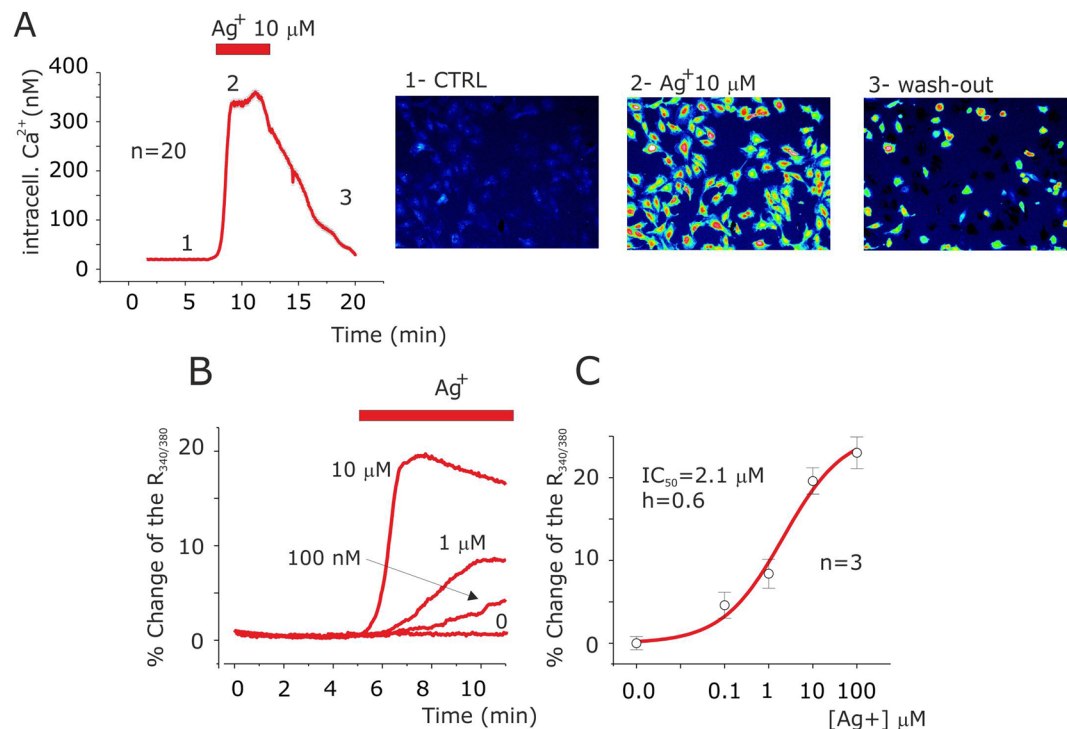 A
Ag+ 10 μM
1- CTRL
2- Ag+ 10 μM
3- wash-out
intracell. Ca2+ (nM)
400
300
200
100
0
n=20
1
2
3
0 5 10 15 20
Time (min)
B
Ag+
% Change of the R340/380
20
10
0
10 μM
1 μM
100 nM
0
0 2 4 6 8 10
Time (min)
C
% Change of the R340/380
20
10
0
IC50=2.1 μM
h=0.6
n=3
0.0 0.1 1 10 100
[Ag+] μM